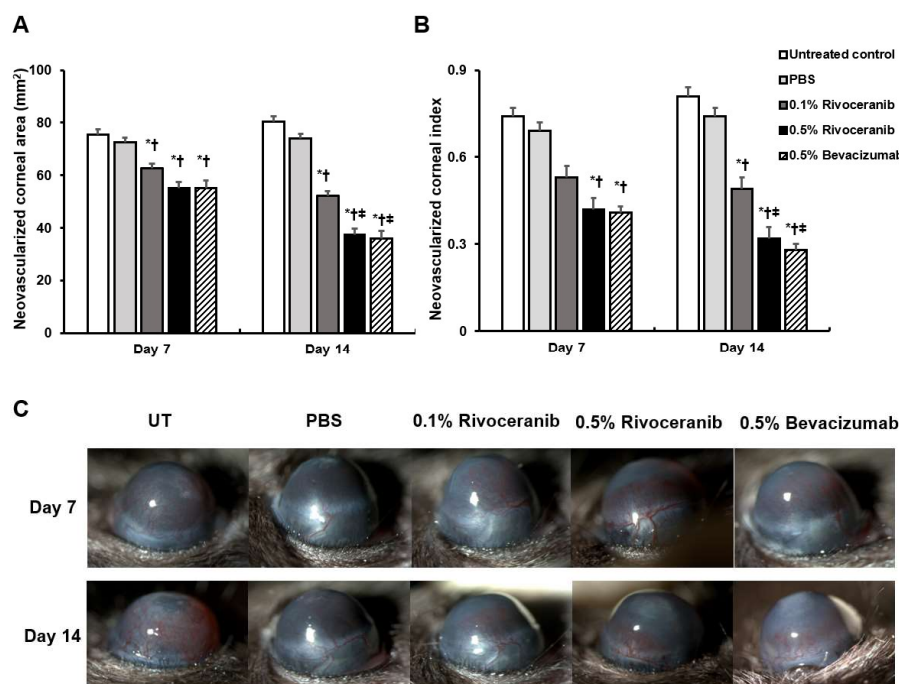 A
Neovascularized corneal area (mm²)
100
80
60
40
20
0
*†
*†
*†
*†
*†‡
*†‡
Day 7
Day 14
B
Neovascularized corneal index
0.9
0.6
0.3
0
*†
*†
*†
*†‡
*†‡
Day 7
Day 14
Untreated control
PBS
0.1% Rivoceranib
0.5% Rivoceranib
0.5% Bevacizumab
C
UT
PBS
0.1% Rivoceranib
0.5% Rivoceranib
0.5% Bevacizumab
Day 7
Day 14